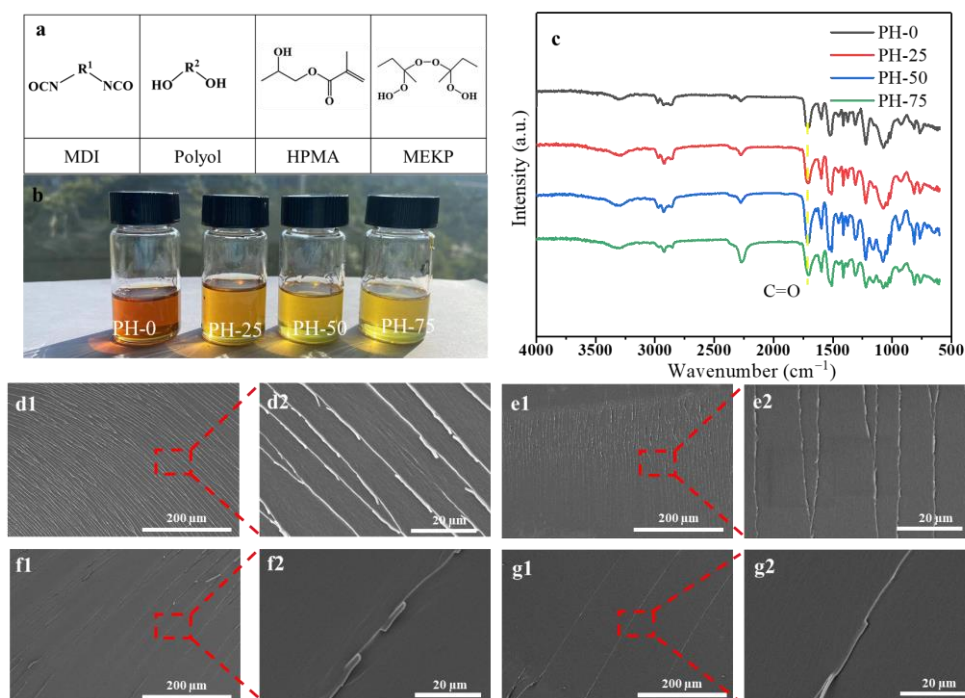 a
R¹
OCN
NCO
R²
HO
OH
OH
O
O
O-O
O
O
HO
OH
MDI
Polyol
HPMA
MEKP
b
PH-0
PH-25
PH-50
PH-75
c
PH-0
PH-25
PH-50
PH-75
Intensity (a.u.)
C=O
4000 3500 3000 2500 2000 1500 1000 500
Wavenumber (cm⁻¹)
d1
200 μm
d2
20 μm
e1
200 μm
e2
20 μm
f1
200 μm
f2
20 μm
g1
200 μm
g2
20 μm